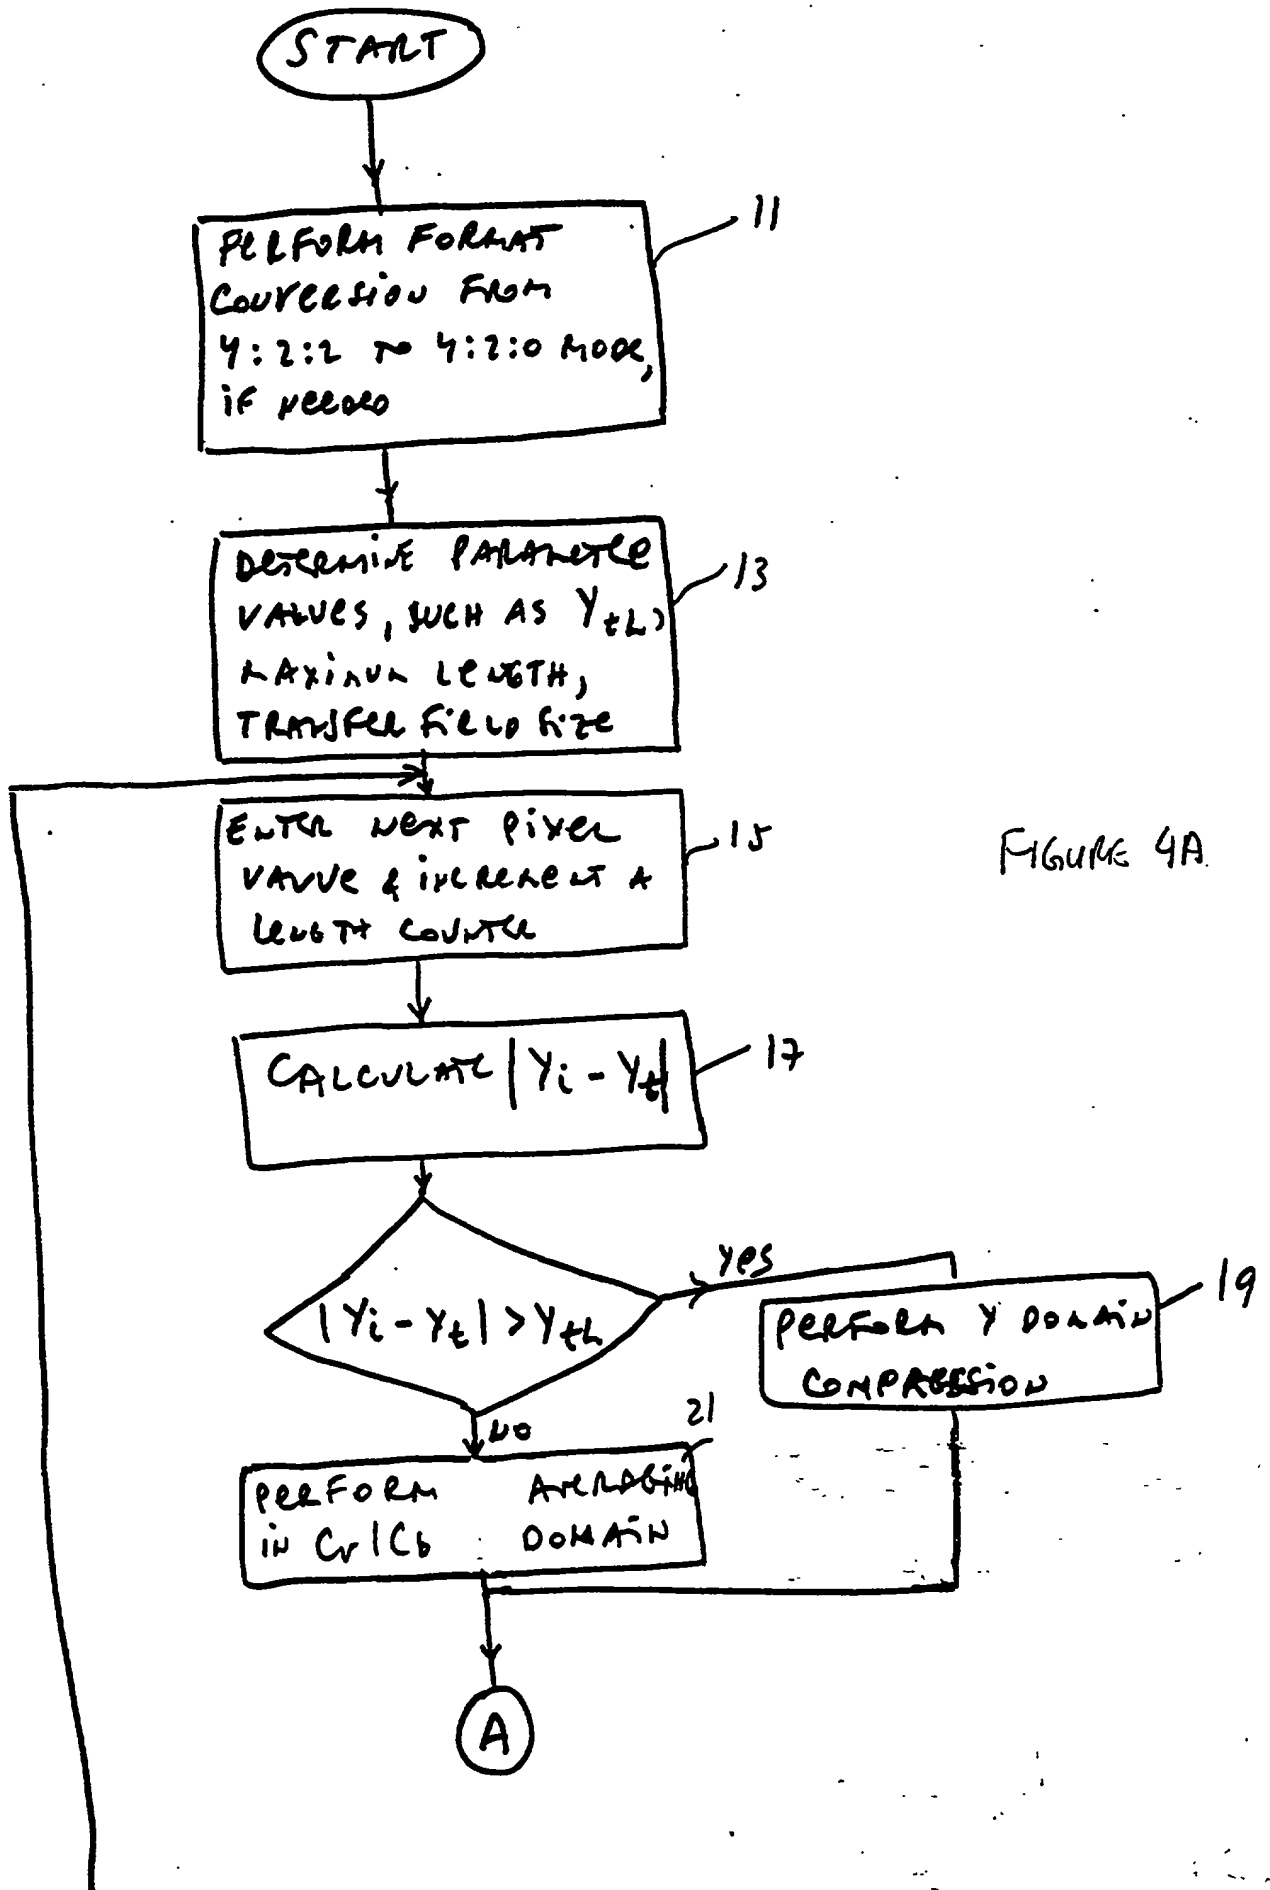 START
PERFORM FORMAT
CONVERSION FROM
4:2:2 TO 4:2:0 MODE,
IF NEEDED
11
DETERMINE PARAMETER
VALUES, SUCH AS Yth,
MAXIMUM LENGTH,
TRANSFER FIELD SIZE
13
ENTER NEXT PIXEL
VALUE & INCREMENT A
LENGTH COUNTER
15
FIGURE 4A
CALCULATE |Yi - Yt|
17
|Yi - Yt| > Yth
YES
PERFORM Y DOMAIN
COMPRESSION
19
NO
21
PERFORM AVERAGING
IN Cr/Cb DOMAIN
A